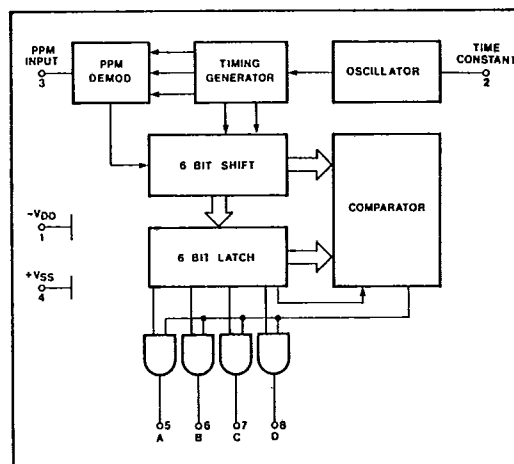 PPM
INPUT
3
PPM
DEMOD
TIMING
GENERATOR
OSCILLATOR
TIME
CONSTANT
2
6 BIT SHIFT
COMPARATOR
-VDD
1
6 BIT LATCH
+VSS
4
5
6
7
8
A
B
C
D